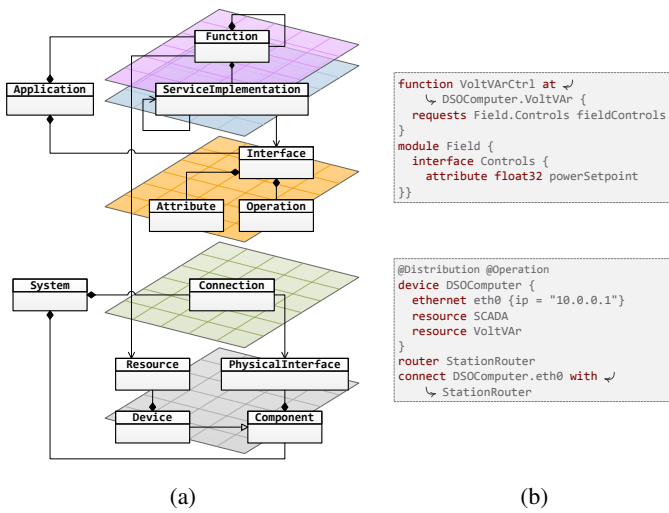 Function
Application
ServiceImplementation
Interface
Attribute
Operation
System
Connection
Resource
PhysicalInterface
Device
Component
(a)
function VoltVArCtrl at ⤶
⤷ DSOComputer.VoltVAr {
requests Field.Controls fieldControls
}
module Field {
interface Controls {
attribute float32 powerSetpoint
}}
@Distribution @Operation
device DSOComputer {
ethernet eth0 {ip = "10.0.0.1"}
resource SCADA
resource VoltVAr
}
router StationRouter
connect DSOComputer.eth0 with ⤶
⤷ StationRouter
(b)